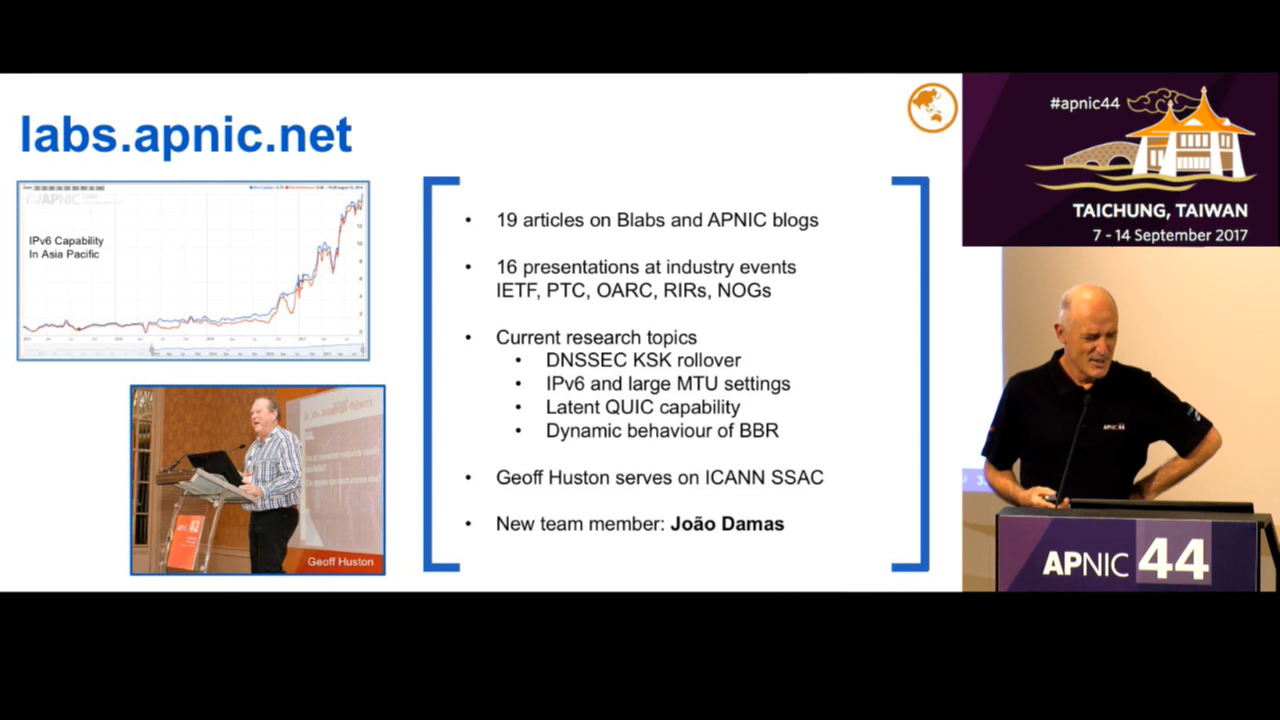 labs.apnic.net
APNIC
IPv6 Capability
In Asia Pacific
Geoff Huston
• 19 articles on Blabs and APNIC blogs
• 16 presentations at industry events
IETF, PTC, OARC, RIRs, NOGs
• Current research topics
• DNSSEC KSK rollover
• IPv6 and large MTU settings
• Latent QUIC capability
• Dynamic behaviour of BBR
• Geoff Huston serves on ICANN SSAC
• New team member: João Damas
#apnic44
TAICHUNG, TAIWAN
7 - 14 September 2017
APNIC 44
APNIC 44